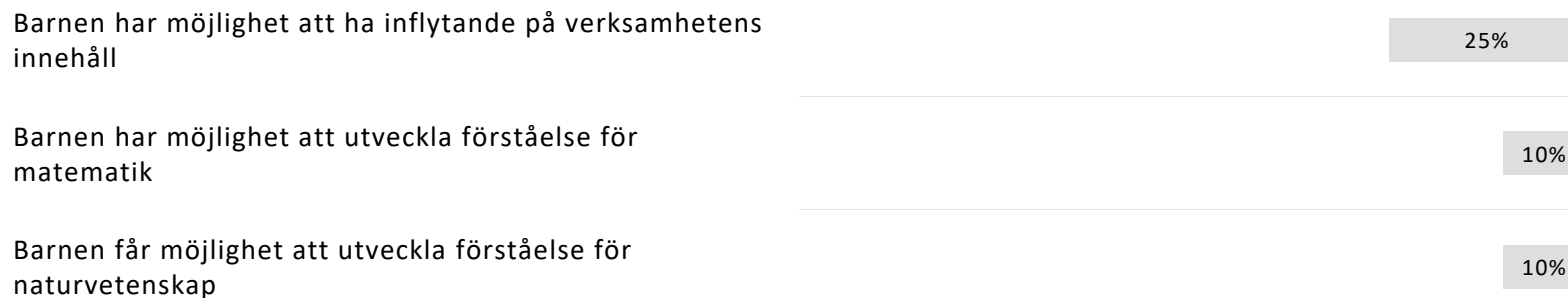 Barnen har möjlighet att ha inflytande på verksamhetens
innehåll
25%
Barnen har möjlighet att utveckla förståelse för
matematik
10%
Barnen får möjlighet att utveckla förståelse för
naturvetenskap
10%